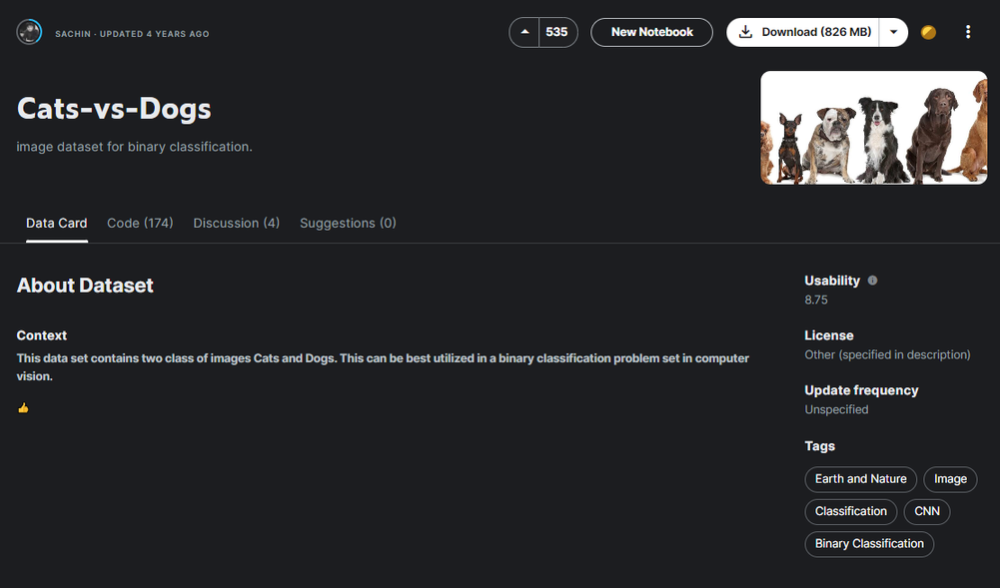 SACHIN · UPDATED 4 YEARS AGO
535
New Notebook
Download (826 MB)
Cats-vs-Dogs
image dataset for binary classification.
Data Card
Code (174)
Discussion (4)
Suggestions (0)
About Dataset
Context
This data set contains two class of images Cats and Dogs. This can be best utilized in a binary classification problem set in computer
vision.
👍
Usability
8.75
License
Other (specified in description)
Update frequency
Unspecified
Tags
Earth and Nature
Image
Classification
CNN
Binary Classification